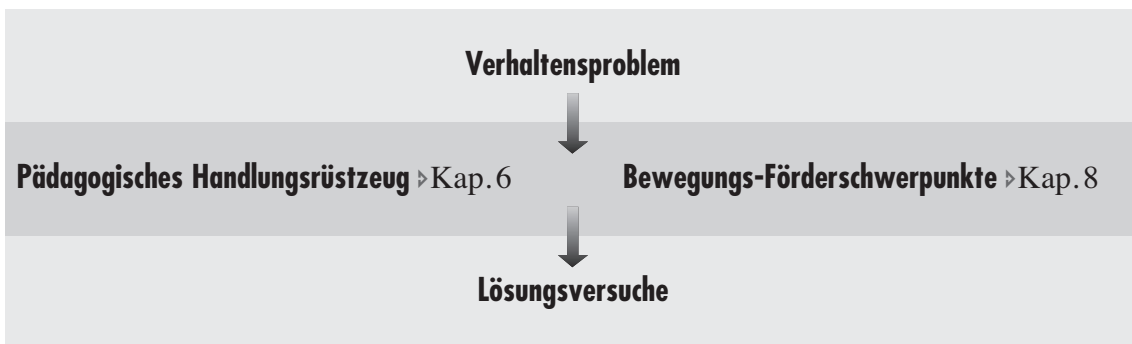 Verhaltensproblem
Pädagogisches Handlungsrüstzeug ▹Kap. 6 Bewegungs-Förderschwerpunkte ▹Kap. 8
Lösungsversuche